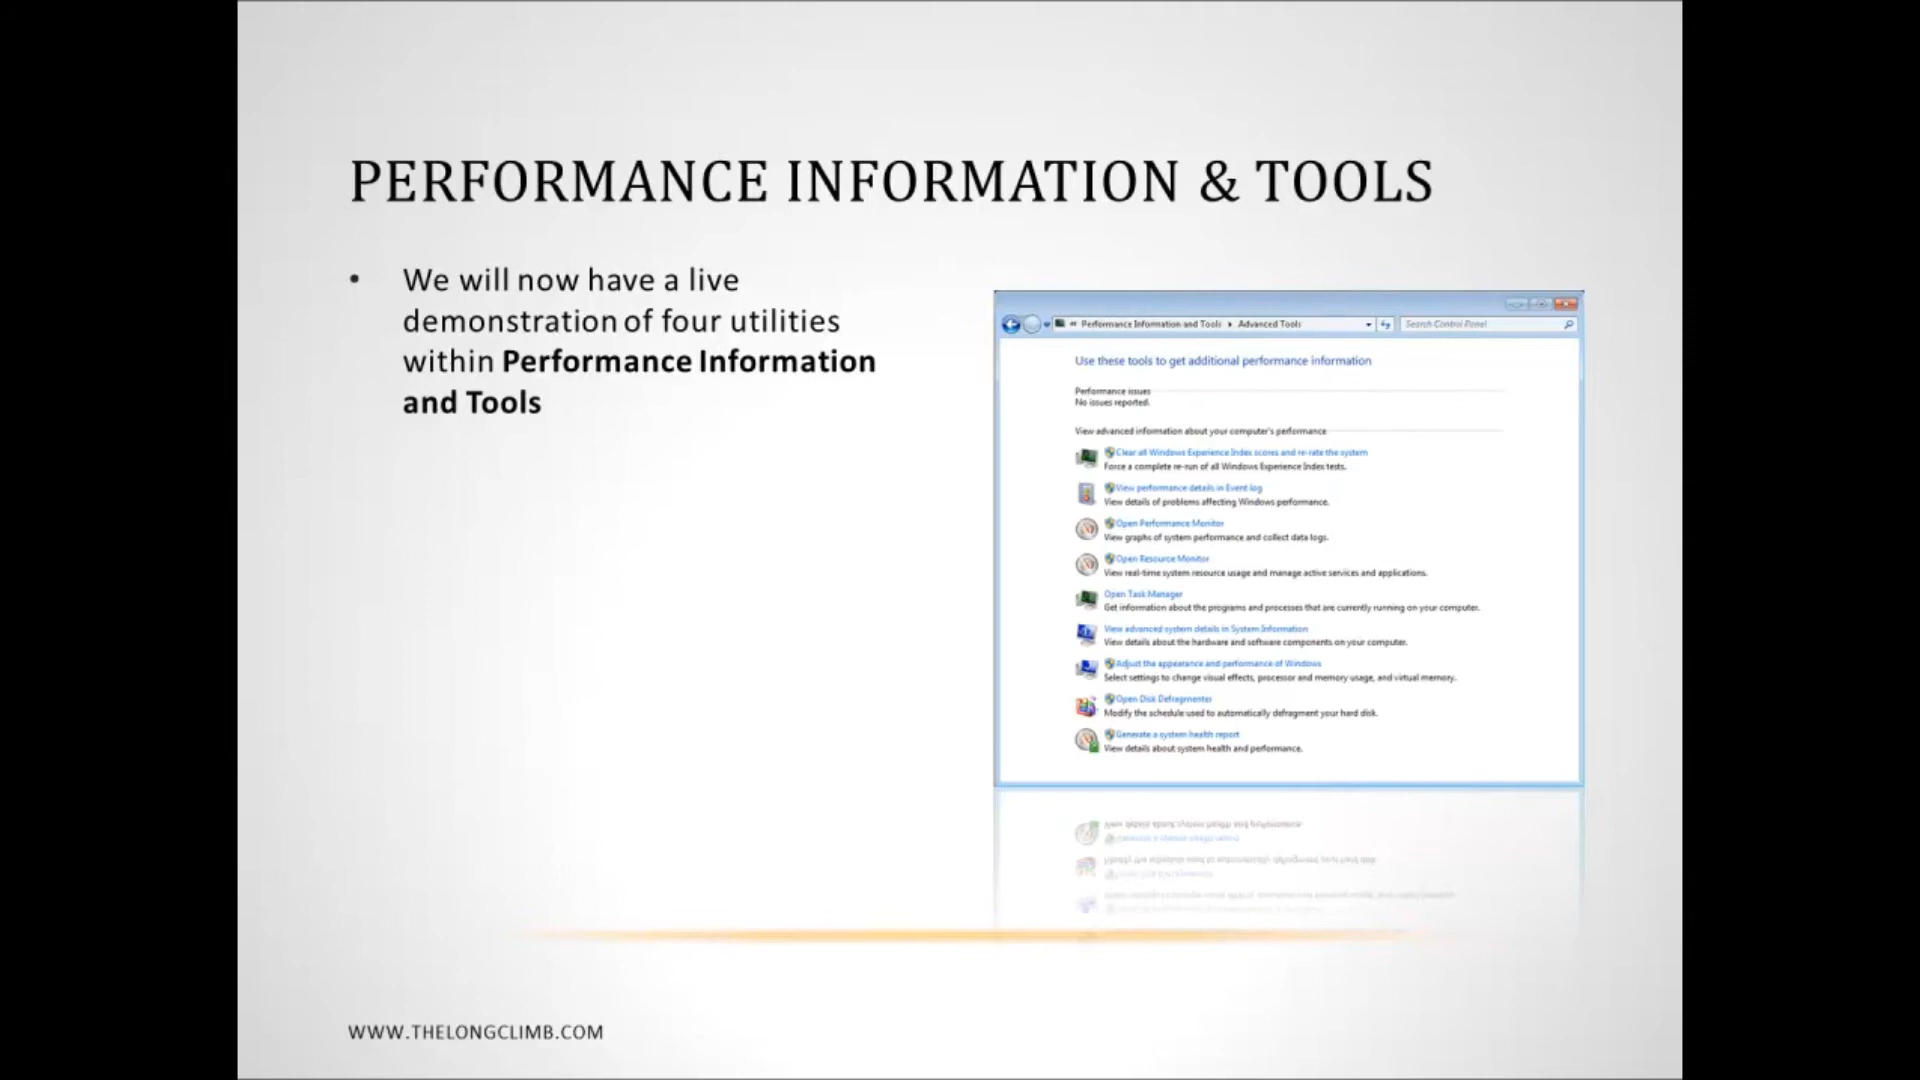 PERFORMANCE INFORMATION & TOOLS
• We will now have a live
demonstration of four utilities
within Performance Information
and Tools
« Performance Information and Tools ▸ Advanced Tools
Search Control Panel
Use these tools to get additional performance information
Performance issues
No issues reported.
View advanced information about your computer's performance
Clear all Windows Experience Index scores and re-rate the system
Force a complete re-run of all Windows Experience Index tests.
View performance details in Event log
View details of problems affecting Windows performance.
Open Performance Monitor
View graphs of system performance and collect data logs.
Open Resource Monitor
View real-time system resource usage and manage active services and applications.
Open Task Manager
Get information about the programs and processes that are currently running on your computer.
View advanced system details in System Information
View details about the hardware and software components on your computer.
Adjust the appearance and performance of Windows
Select settings to change visual effects, processor and memory usage, and virtual memory.
Open Disk Defragmenter
Modify the schedule used to automatically defragment your hard disk.
Generate a system health report
View details about system health and performance.
WWW.THELONGCLIMB.COM